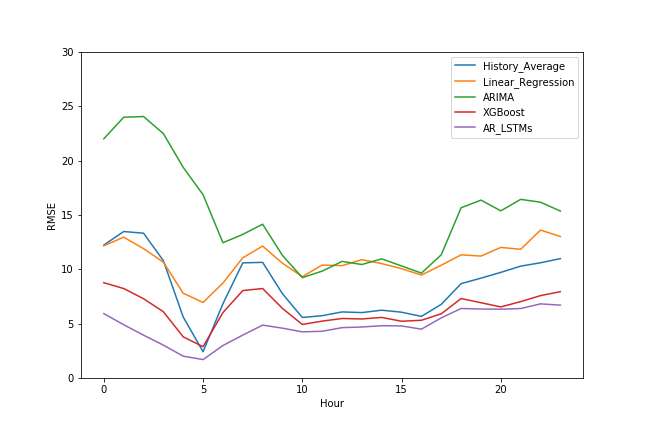 30
25
20
15
10
5
0
RMSE
0
5
10
15
20
Hour
History_Average
Linear_Regression
ARIMA
XGBoost
AR_LSTMs